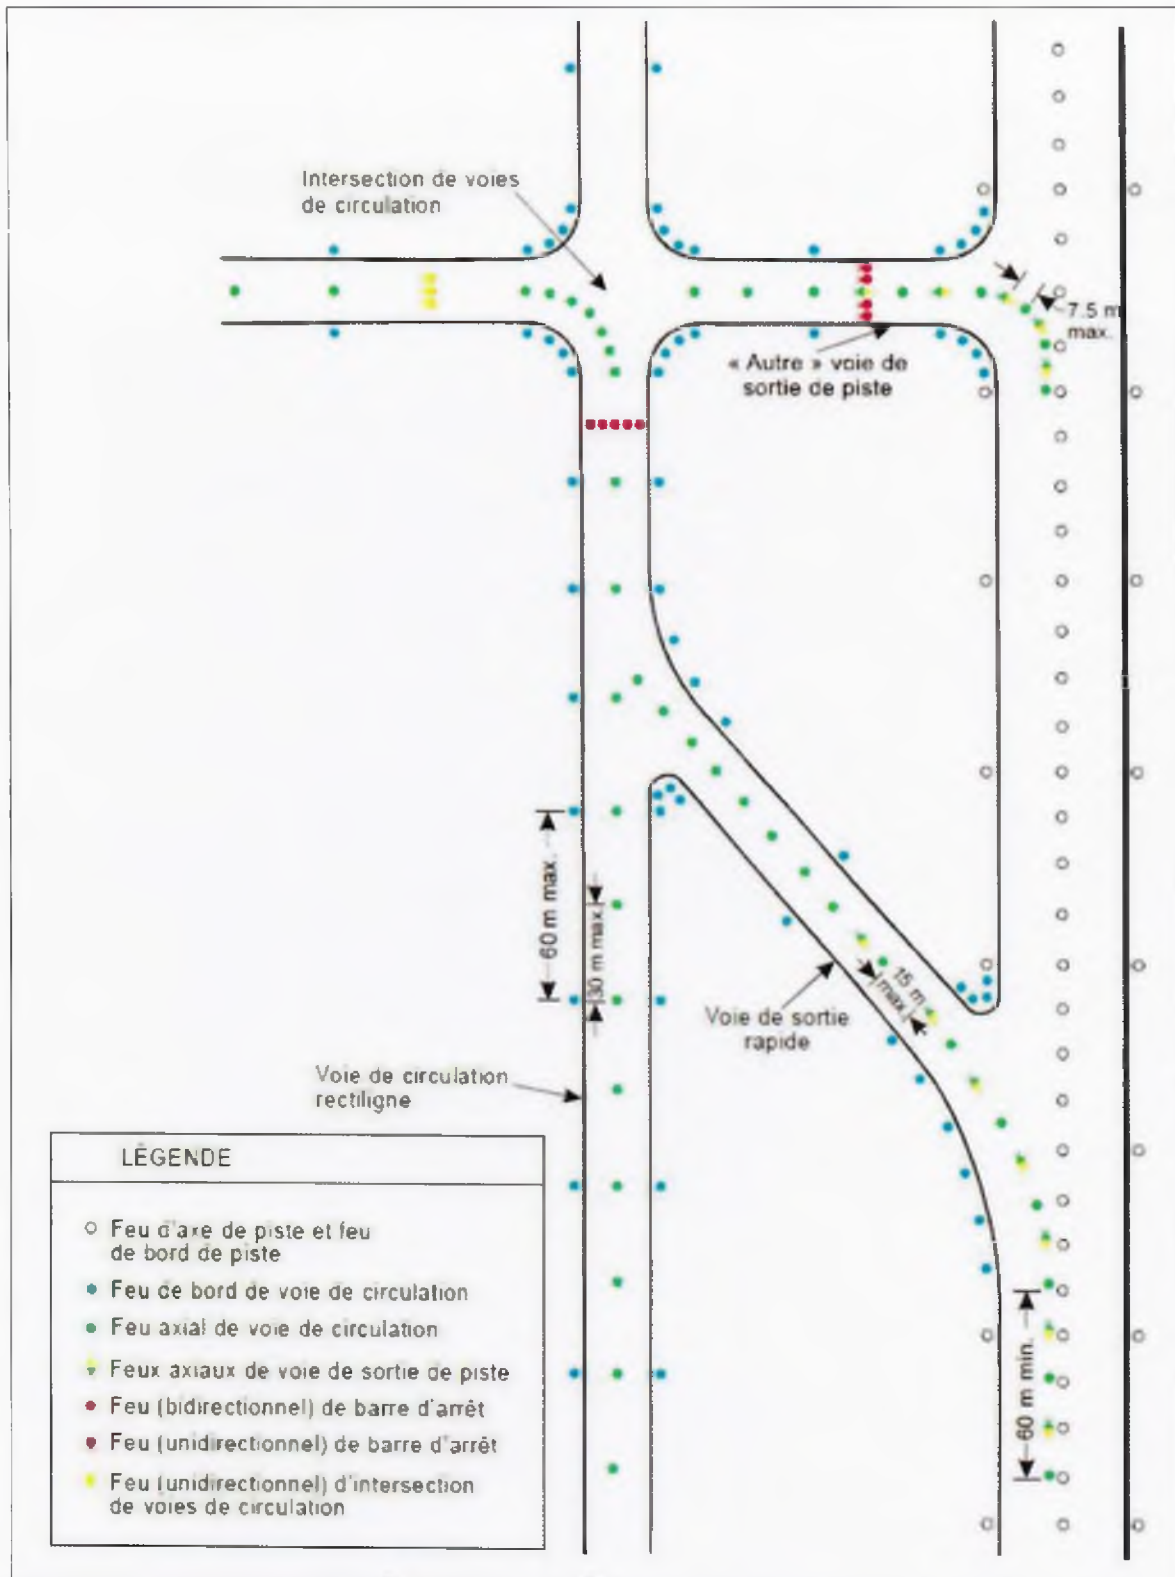 Intersection de voies
de circulation
7.5 m
max.
« Autre » voie de
sortie de piste
60 m max.
30 m max.
15 m
max.
Voie de sortie
rapide
Voie de circulation
rectiligne
60 m min.
LÉGENDE
Feu d'axe de piste et feu
de bord de piste
Feu de bord de voie de circulation
Feu axial de voie de circulation
Feux axiaux de voie de sortie de piste
Feu (bidirectionnel) de barre d'arrêt
Feu (unidirectionnel) de barre d'arrêt
Feu (unidirectionnel) d'intersection
de voies de circulation